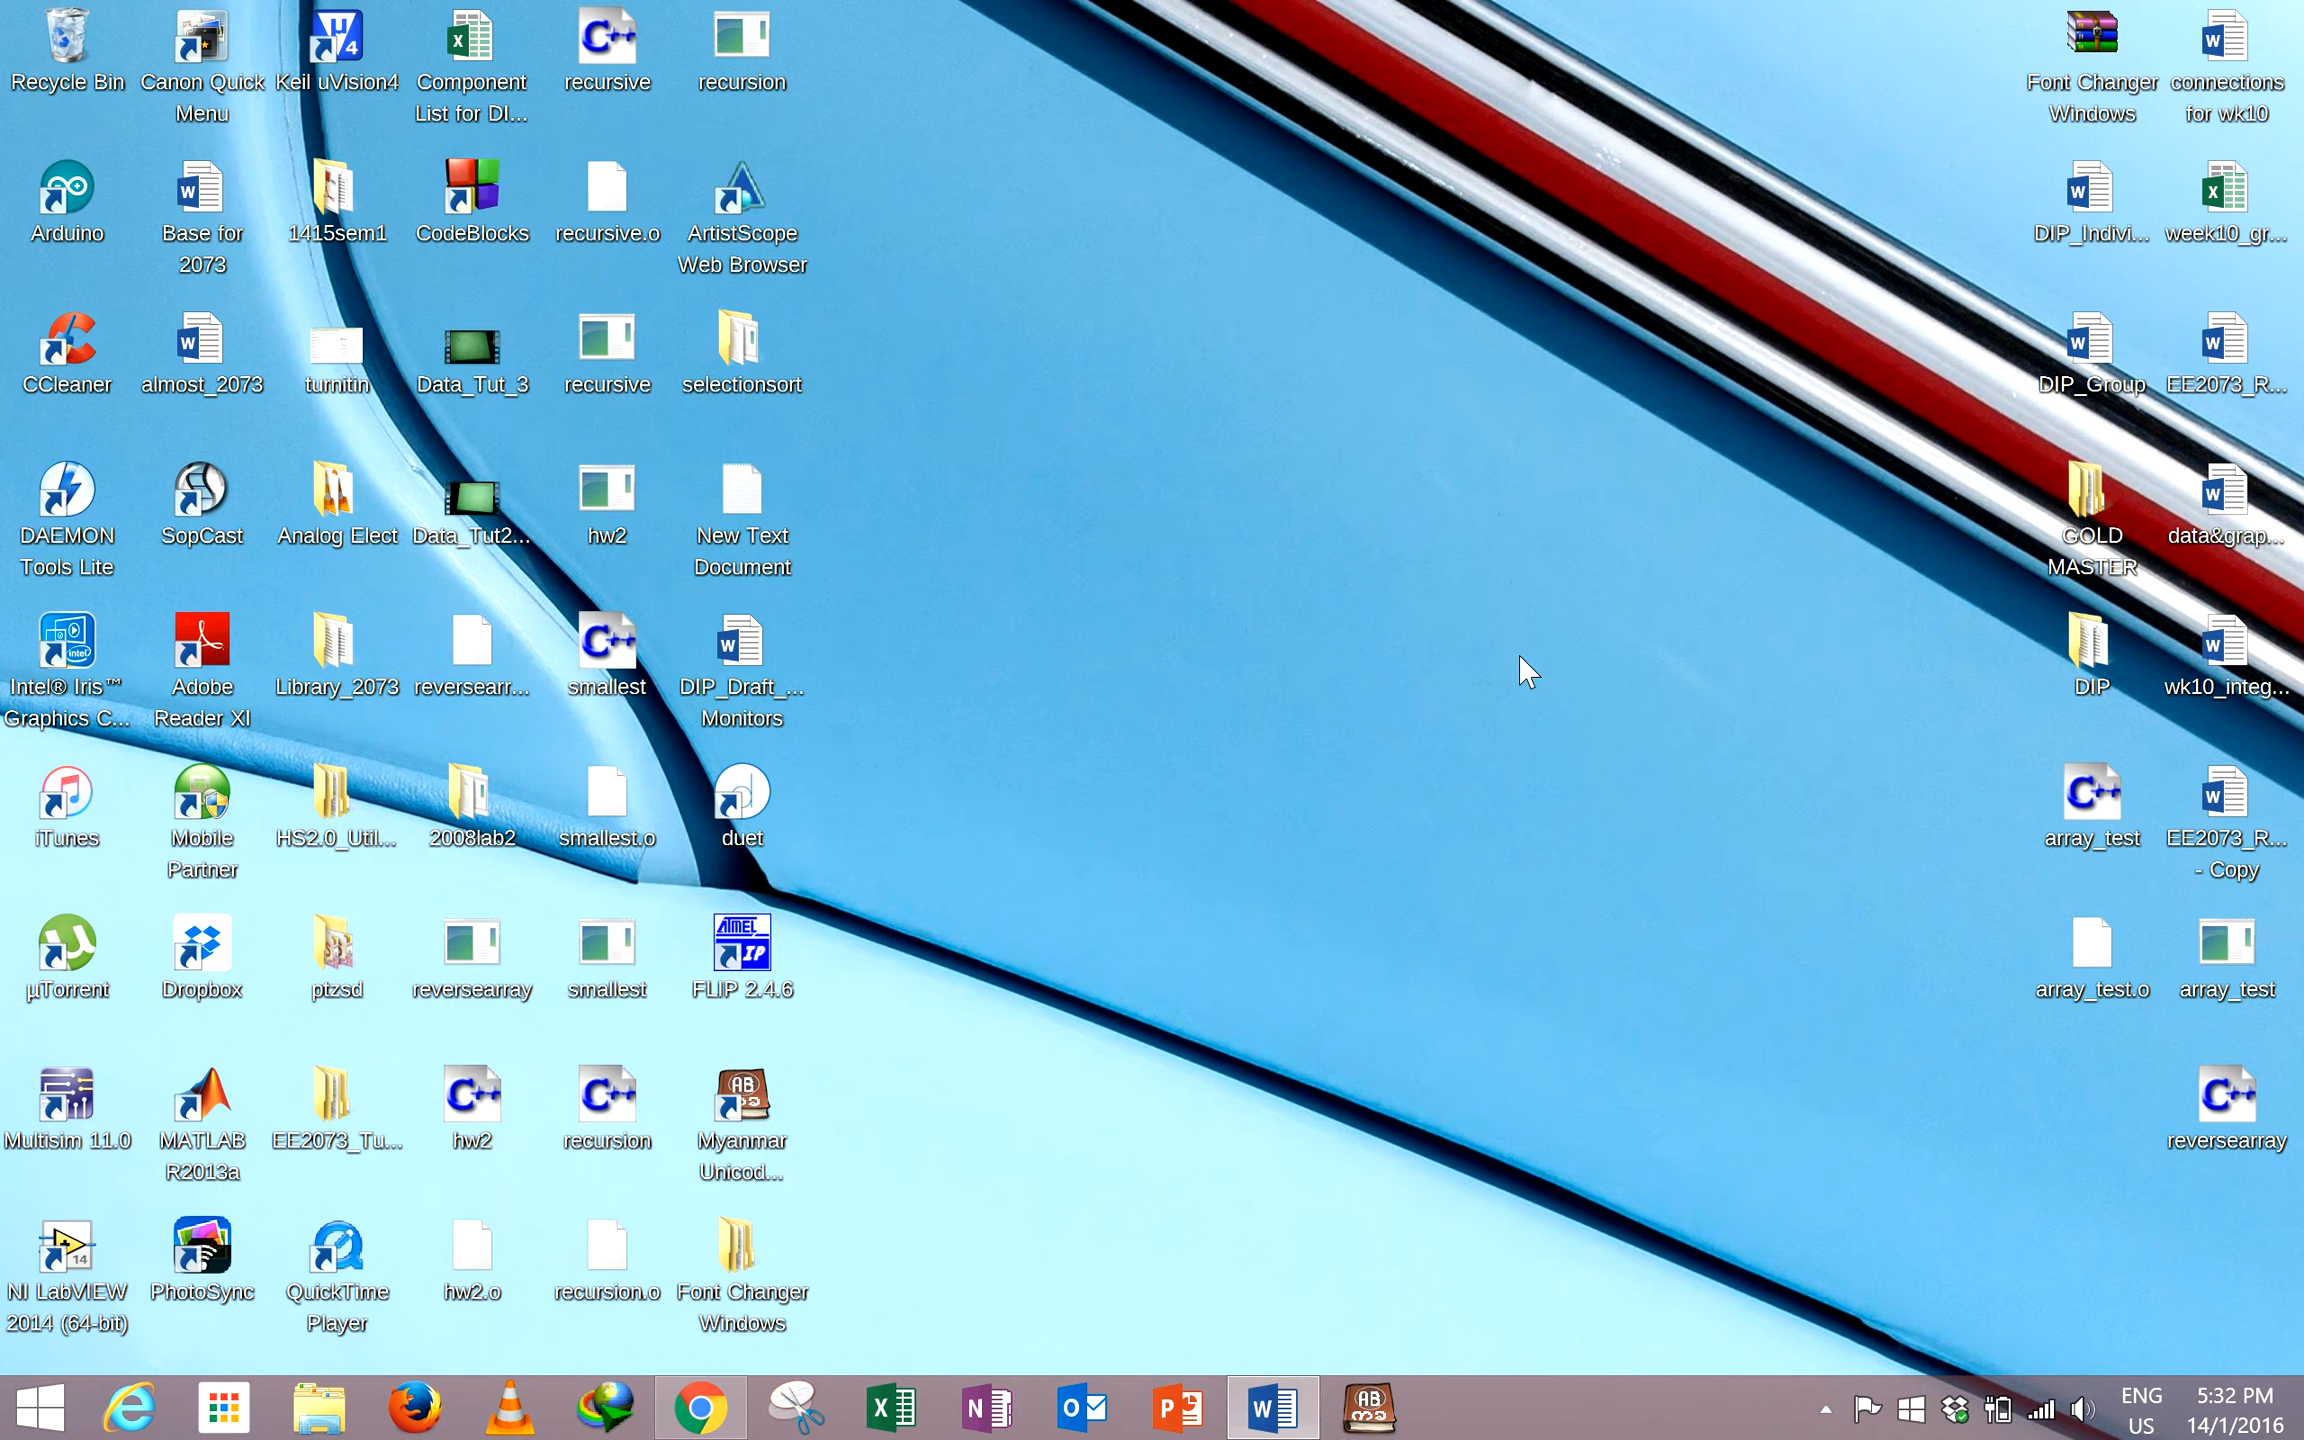 Recycle Bin
Canon Quick
Menu
Keil uVision4
Component
List for DI...
recursive
recursion
Font Changer
Windows
connections
for wk10
Arduino
Base for
2073
1415sem1
CodeBlocks
recursive.o
ArtistScope
Web Browser
DIP_Indivi...
week10_gr...
CCleaner
almost_2073
turnitin
Data_Tut_3
recursive
selectionsort
DIP_Group
EE2073_R...
DAEMON
Tools Lite
SopCast
Analog Elect
Data_Tut2...
hw2
New Text
Document
GOLD
MASTER
data&grap...
Intel® Iris™
Graphics C...
Adobe
Reader XI
Library_2073
reversearr...
smallest
DIP_Draft_...
Monitors
DIP
wk10_integ...
iTunes
Mobile
Partner
HS2.0_Util...
2008lab2
smallest.o
duet
array_test
EE2073_R...
- Copy
µTorrent
Dropbox
ptzsd
reversearray
smallest
FLIP 2.4.6
array_test.o
array_test
Multisim 11.0
MATLAB
R2013a
EE2073_Tu...
hw2
recursion
Myanmar
Unicod...
reversearray
NI LabVIEW
2014 (64-bit)
PhotoSync
QuickTime
Player
hw2.o
recursion.o
Font Changer
Windows
ENG
US
5:32 PM
14/1/2016